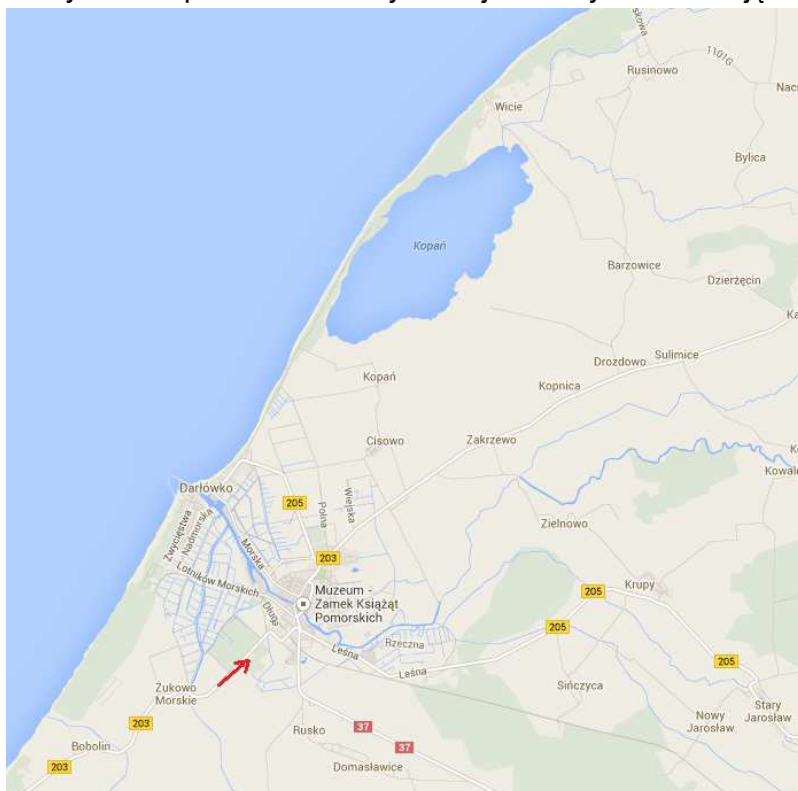 skowa
1101G
Rusinowo
Wicie
Bylica
Kopań
Barzowice
Dzierżęcin
Drozdowo
Sulimice
Kopań
Kopnica
Cisowo
Zakrzewo
Darłówko
205
Polna
Wiejska
Kowale
Zwycięstwa
Nadmorska
Zielnowo
Morska
203
Lotników Morskich
Długa
Muzeum -
Zamek Książąt
Pomorskich
Krupy
205
205
Rzeczna
Leśna
Leśna
205
Sińczyca
Żukowo
Morskie
Stary
Jarosław
Nowy
Jarosław
203
Rusko
37
37
Bobolin
203
Domasławice